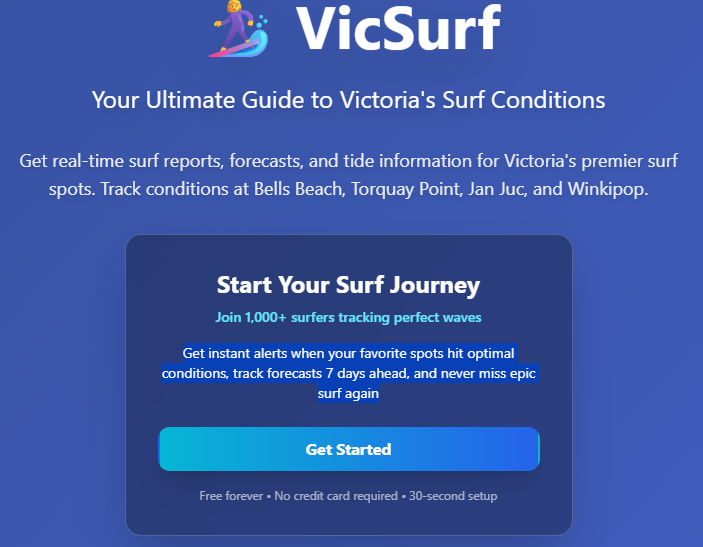 VicSurf
Your Ultimate Guide to Victoria's Surf Conditions
Get real-time surf reports, forecasts, and tide information for Victoria's premier surf
spots. Track conditions at Bells Beach, Torquay Point, Jan Juc, and Winkipop.
Start Your Surf Journey
Join 1,000+ surfers tracking perfect waves
Get instant alerts when your favorite spots hit optimal
conditions, track forecasts 7 days ahead, and never miss epic
surf again
Get Started
Free forever • No credit card required • 30-second setup